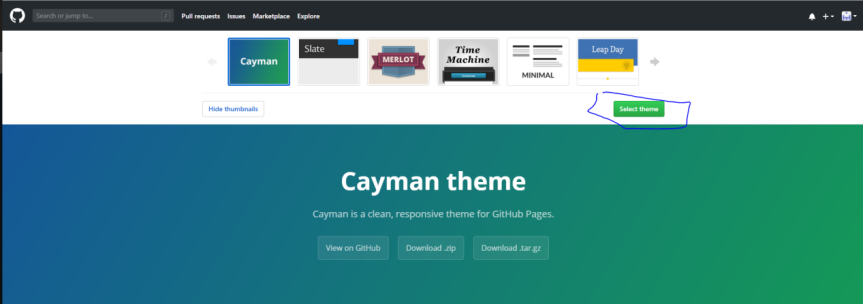 Search or jump to... /
Pull requests Issues Marketplace Explore
Cayman
Slate
MERLOT
Time
Machine
MINIMAL
Leap Day
Hide thumbnails
Select theme
Cayman theme
Cayman is a clean, responsive theme for GitHub Pages.
View on GitHub
Download .zip
Download .tar.gz